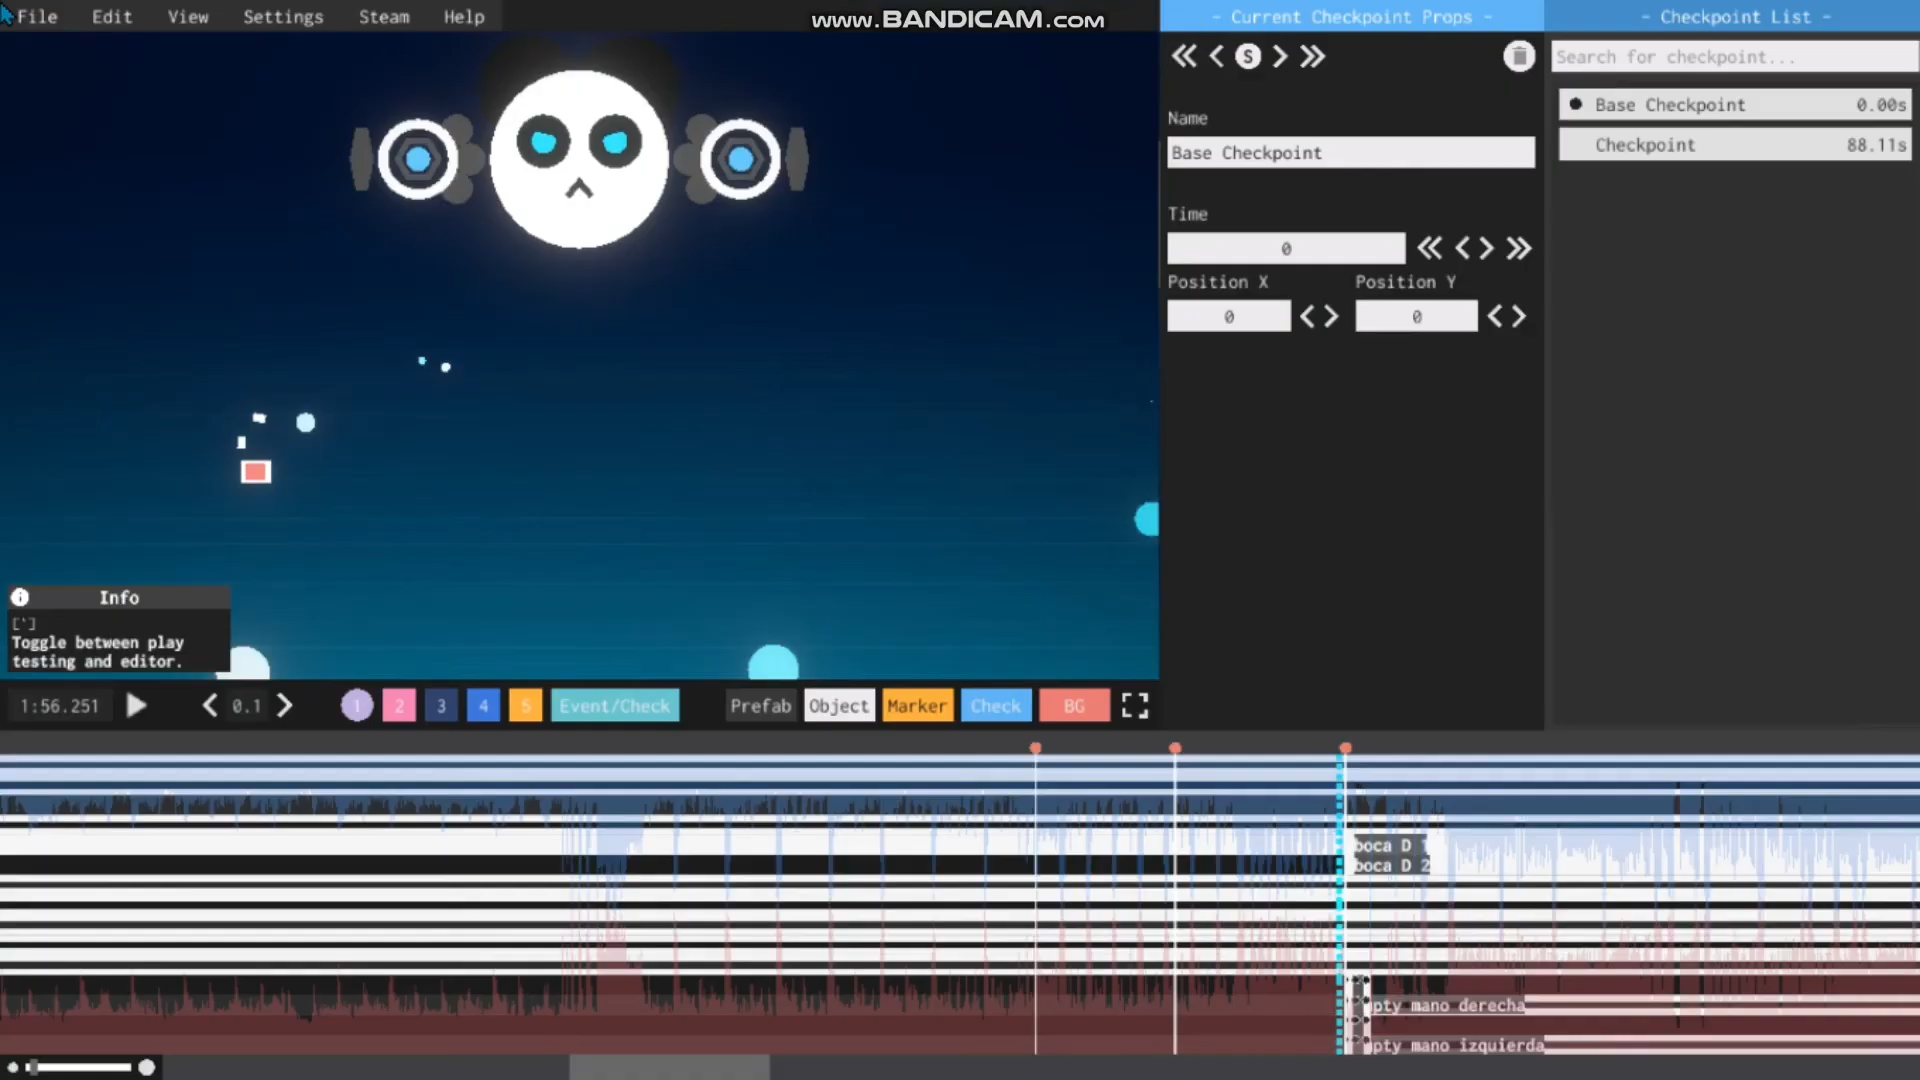 File Edit View Settings Steam Help
www.BANDICAM.com
- Current Checkpoint Props -
- Checkpoint List -
S
Search for checkpoint...
Name
Base Checkpoint
Base Checkpoint 0.00s
Checkpoint 88.11s
Time
0
Position X Position Y
0 0
Info
[`]
Toggle between play
testing and editor.
1:56.251 0.1 1 2 3 4 5 Event/Check Prefab Object Marker Check BG
boca D 1
boca D 2
pty mano derecha
pty mano izquierda